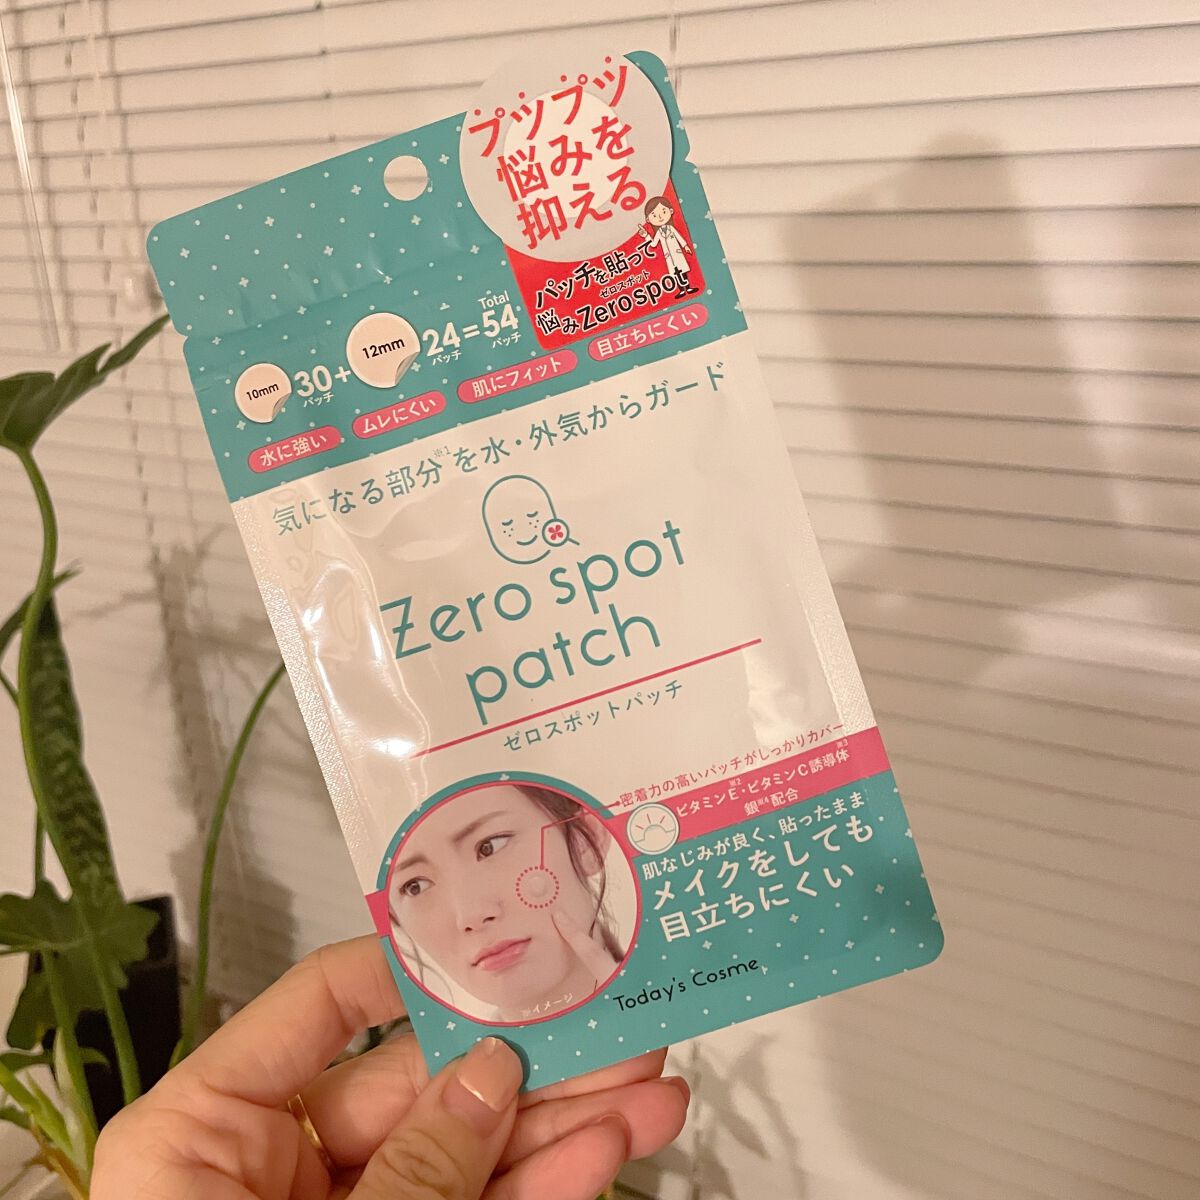 プツプツ
悩みを
抑える
パッチを貼って
ゼロスポット
悩みZero spot
10mm
30
パッチ
+
12mm
24
パッチ
=
Total
54
パッチ
水に強い
ムレにくい
肌にフィット
目立ちにくい
気になる部分※1を水・外気からガード
Zero spot
patch
ゼロスポットパッチ
密着力の高いパッチがしっかりカバー
ビタミンE※2・ビタミンC誘導体※3
銀※4配合
肌なじみが良く、貼ったまま
メイクをしても
目立ちにくい
※イメージ
Today's Cosme